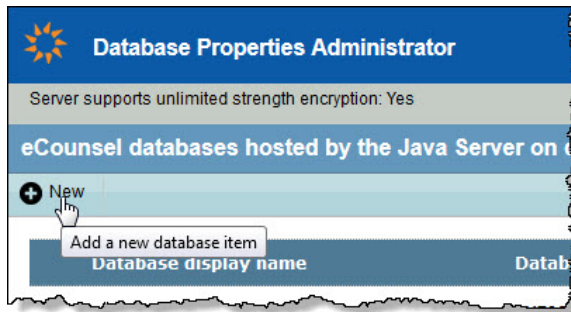 Database Properties Administrator
Server supports unlimited strength encryption: Yes
eCounsel databases hosted by the Java Server on
New
Add a new database item
Database display name Datab